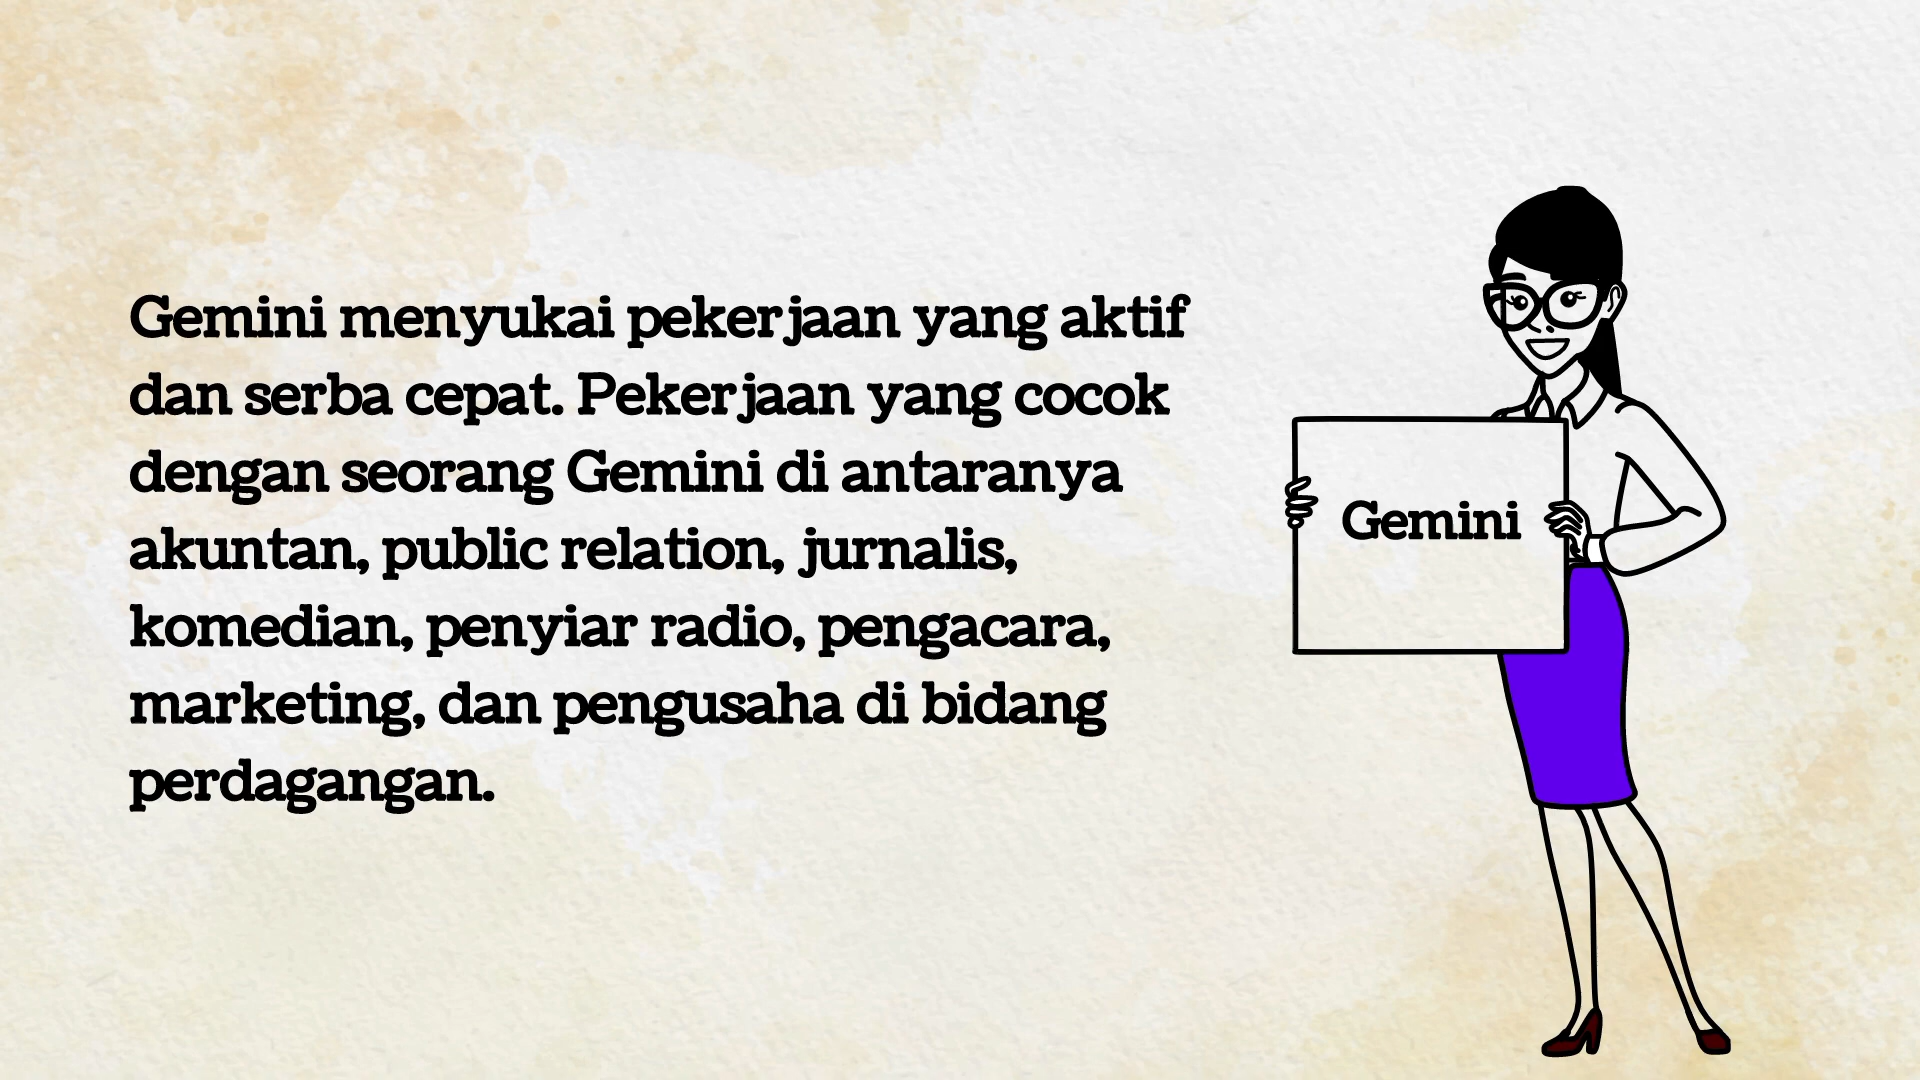 Gemini menyukai pekerjaan yang aktif
dan serba cepat. Pekerjaan yang cocok
dengan seorang Gemini di antaranya
akuntan, public relation, jurnalis,
komedian, penyiar radio, pengacara,
marketing, dan pengusaha di bidang
perdagangan.
Gemini